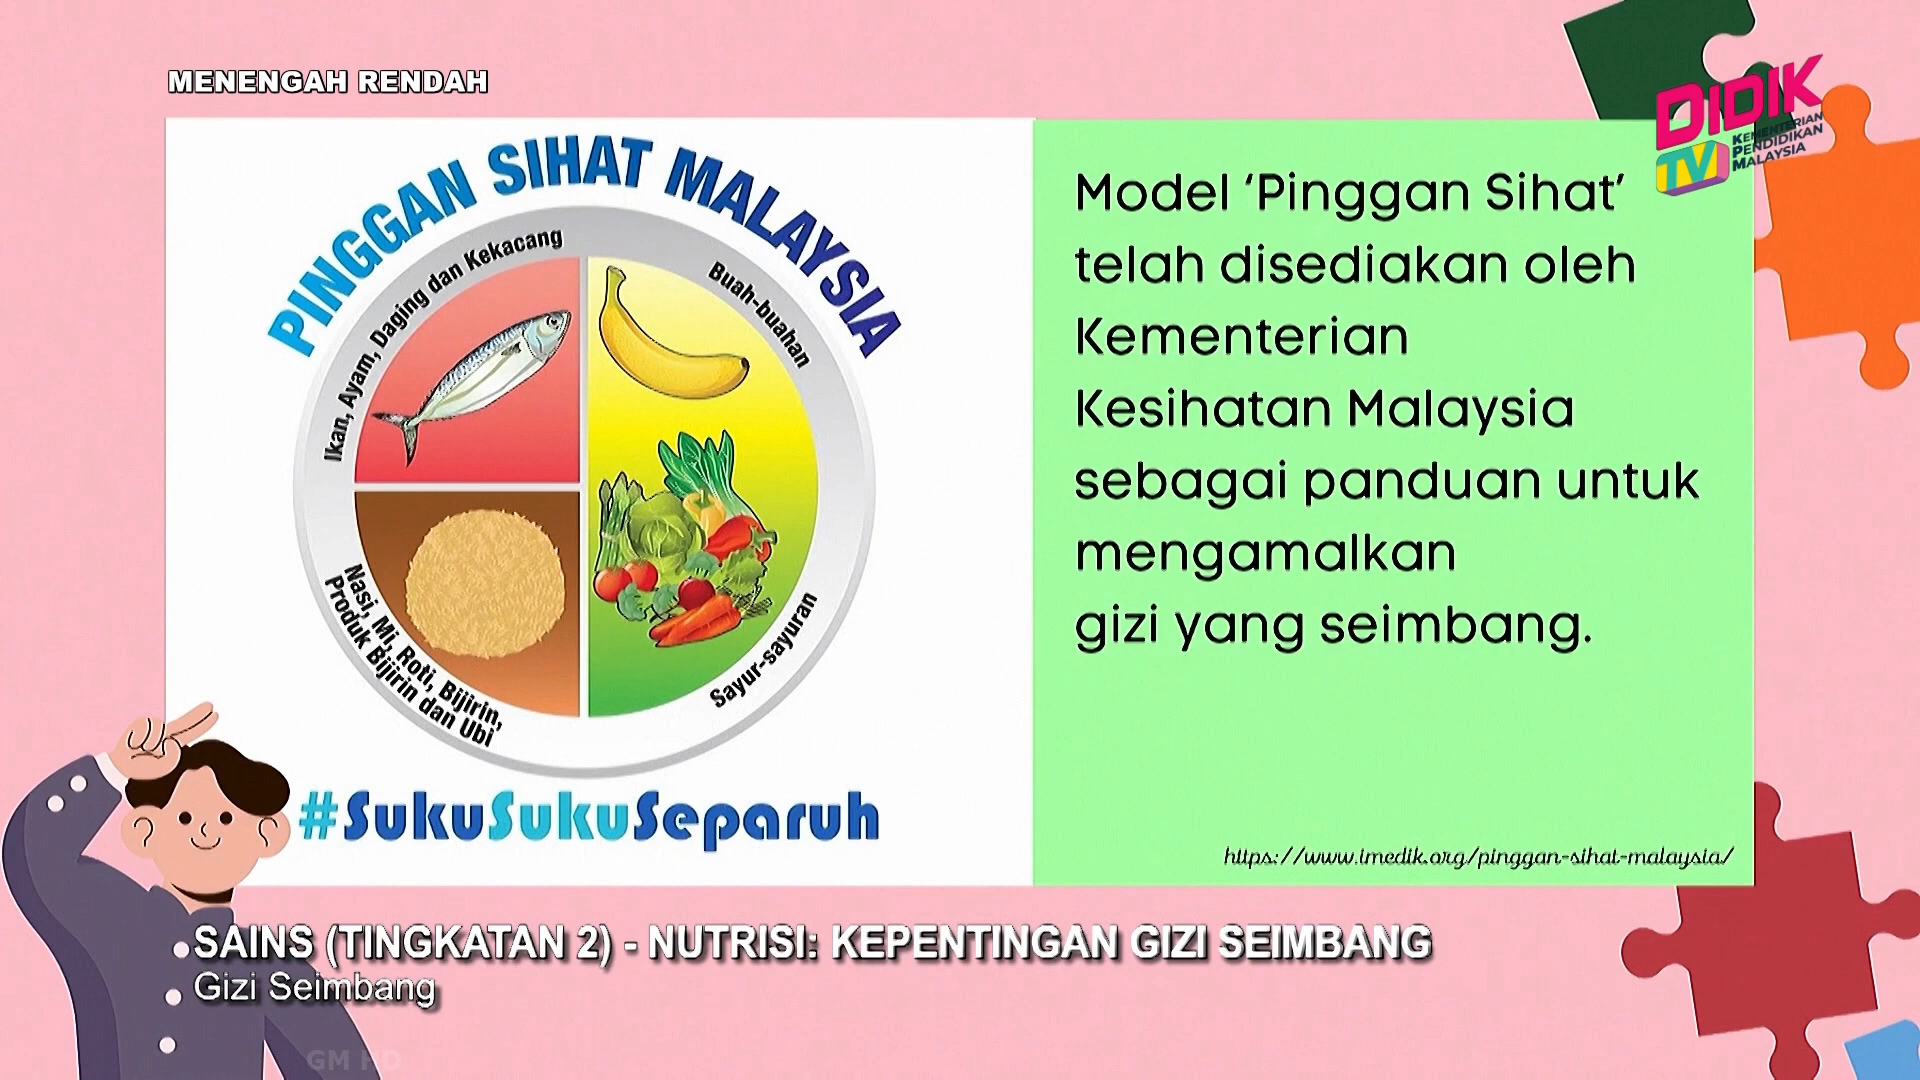 MENENGAH RENDAH
DIDIK
TV
KEMENTERIAN
PENDIDIKAN
MALAYSIA
PINGGAN SIHAT MALAYSIA
Ikan, Ayam, Daging dan Kekacang
Buah-buahan
Nasi, Mi, Roti, Bijirin,
Produk Bijirin dan Ubi
Sayur-sayuran
#SukuSukuSeparuh
Model ‘Pinggan Sihat’
telah disediakan oleh
Kementerian
Kesihatan Malaysia
sebagai panduan untuk
mengamalkan
gizi yang seimbang.
https://www.imedik.org/pinggan-sihat-malaysia/
SAINS (TINGKATAN 2) - NUTRISI: KEPENTINGAN GIZI SEIMBANG
Gizi Seimbang
GM HD